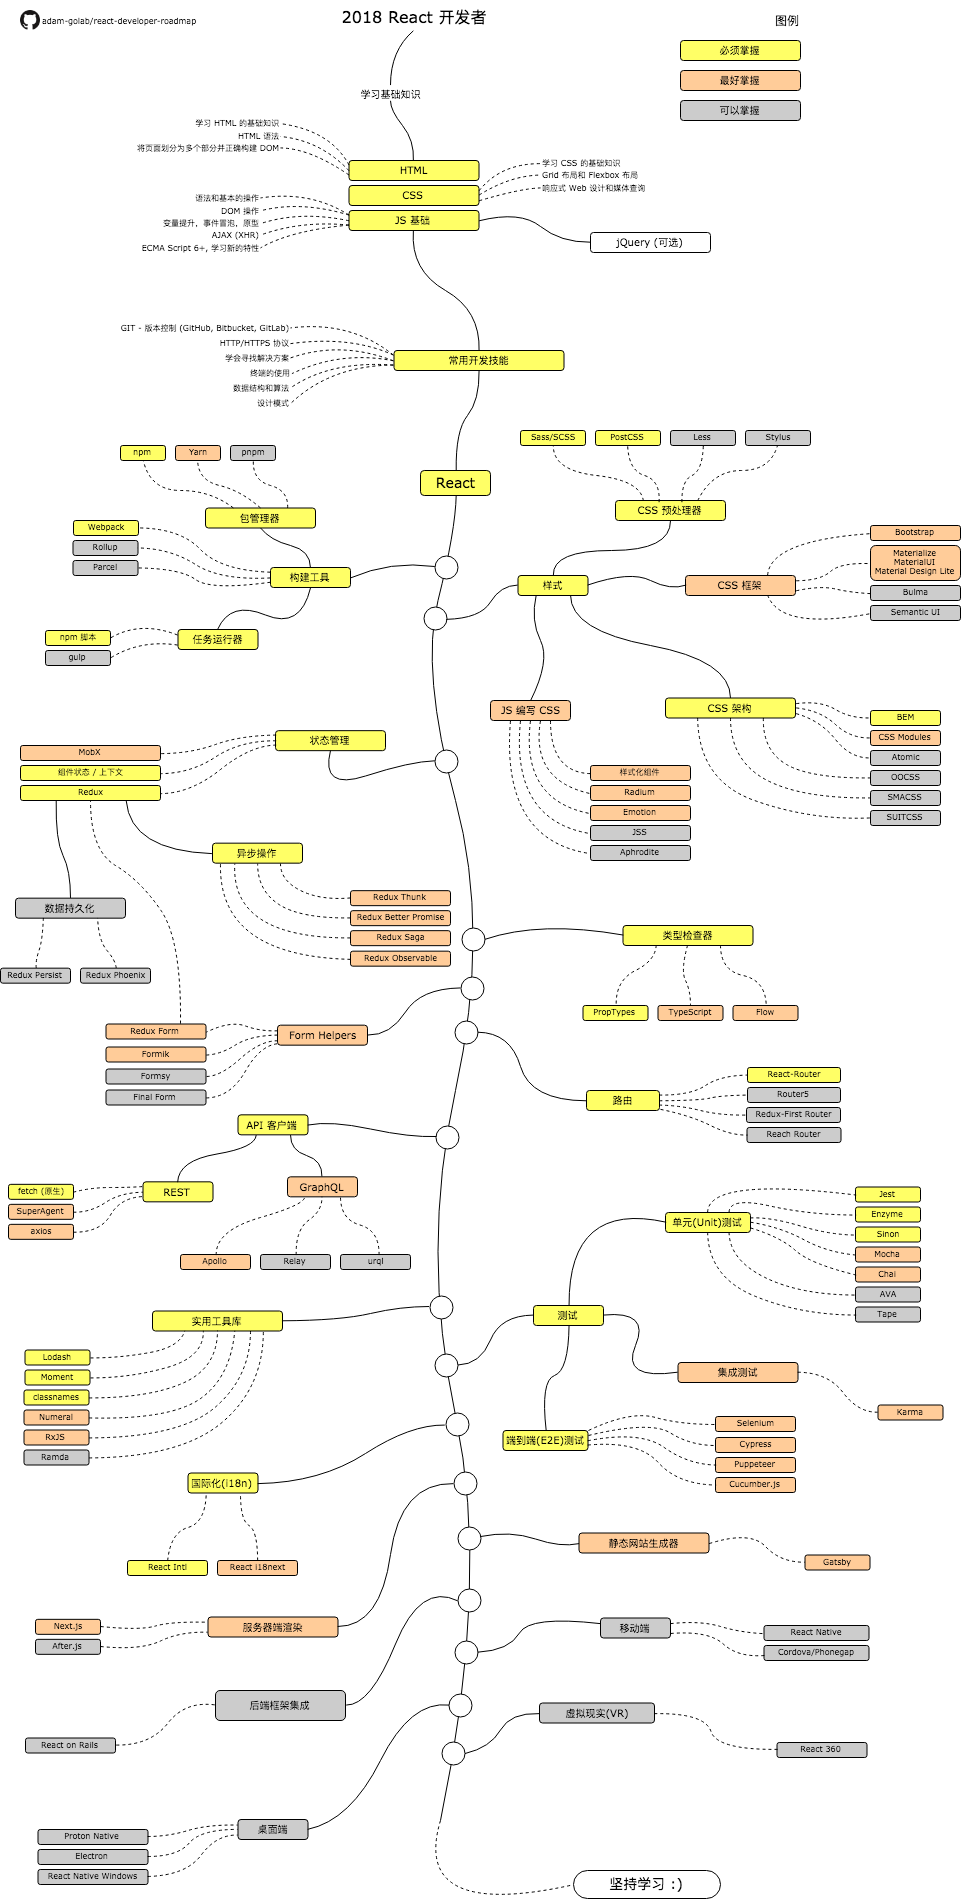 adam-golab/react-developer-roadmap
2018 React 开发者
图例
必须掌握
最好掌握
可以掌握
学习基础知识
学习 HTML 的基础知识
HTML 语法
将页面划分为多个部分并正确构建 DOM
HTML
CSS
JS 基础
学习 CSS 的基础知识
Grid 布局和 Flexbox 布局
响应式 Web 设计和媒体查询
语法和基本的操作
DOM 操作
变量提升，事件冒泡，原型
AJAX (XHR)
ECMA Script 6+, 学习新的特性
jQuery (可选)
GIT - 版本控制 (GitHub, Bitbucket, GitLab)
HTTP/HTTPS 协议
学会寻找解决方案
终端的使用
数据结构和算法
设计模式
常用开发技能
React
npm
Yarn
pnpm
包管理器
Webpack
Rollup
Parcel
构建工具
npm 脚本
gulp
任务运行器
Sass/SCSS
PostCSS
Less
Stylus
CSS 预处理器
样式
CSS 框架
Bootstrap
Materialize
MaterialUI
Material Design Lite
Bulma
Semantic UI
JS 编写 CSS
样式化组件
Radium
Emotion
JSS
Aphrodite
CSS 架构
BEM
CSS Modules
Atomic
OOCSS
SMACSS
SUITCSS
状态管理
MobX
组件状态 / 上下文
Redux
异步操作
Redux Thunk
Redux Better Promise
Redux Saga
Redux Observable
数据持久化
Redux Persist
Redux Phoenix
类型检查器
PropTypes
TypeScript
Flow
Form Helpers
Redux Form
Formik
Formsy
Final Form
路由
React-Router
Router5
Redux-First Router
Reach Router
API 客户端
REST
fetch (原生)
SuperAgent
axios
GraphQL
Apollo
Relay
urql
测试
单元(Unit)测试
Jest
Enzyme
Sinon
Mocha
Chai
AVA
Tape
集成测试
Karma
端到端(E2E)测试
Selenium
Cypress
Puppeteer
Cucumber.js
实用工具库
Lodash
Moment
classnames
Numeral
RxJS
Ramda
国际化(i18n)
React Intl
React i18next
静态网站生成器
Gatsby
服务器端渲染
Next.js
After.js
移动端
React Native
Cordova/Phonegap
后端框架集成
React on Rails
虚拟现实(VR)
React 360
桌面端
Proton Native
Electron
React Native Windows
坚持学习 :)